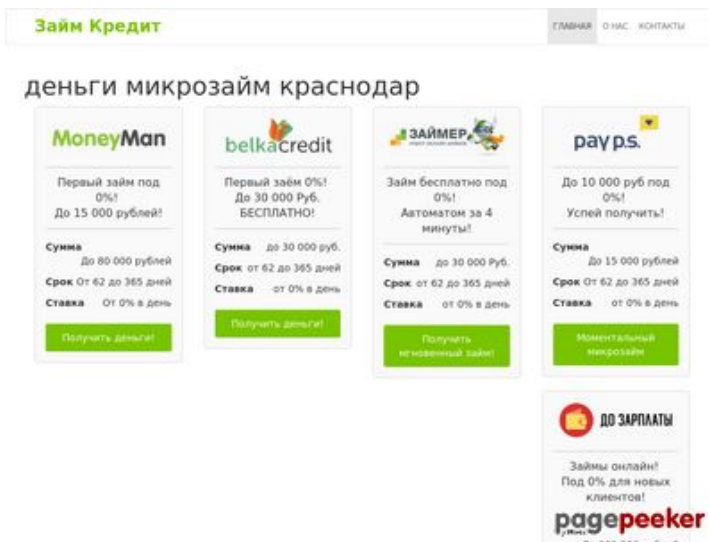 Займ Кредит
ГЛАВНАЯ О НАС КОНТАКТЫ
деньги микрозайм краснодар
MoneyMan
Первый займ под
0%!
До 15 000 рублей!
Сумма
До 80 000 рублей
Срок От 62 до 365 дней
Ставка От 0% в день
Получить деньги!
belkacredit
Первый заём 0%!
До 30 000 Руб.
БЕСПЛАТНО!
Сумма до 30 000 руб.
Срок от 62 до 365 дней
Ставка от 0% в день
Получить деньги!
ЗАЙМЕР
Займ бесплатно под
0%!
Автоматом за 4
минуты!
Сумма до 30 000 Руб.
Срок от 62 до 365 дней
Ставка от 0% в день
Получить
мгновенный займ!
pay p.s.
До 10 000 руб под
0%!
Успей получить!
Сумма
До 15 000 рублей
Срок От 62 до 365 дней
Ставка от 0% в день
Моментальный
микрозайм
ДО ЗАРПЛАТЫ
Займы онлайн!
Под 0% для новых
клиентов!
pagepeeker